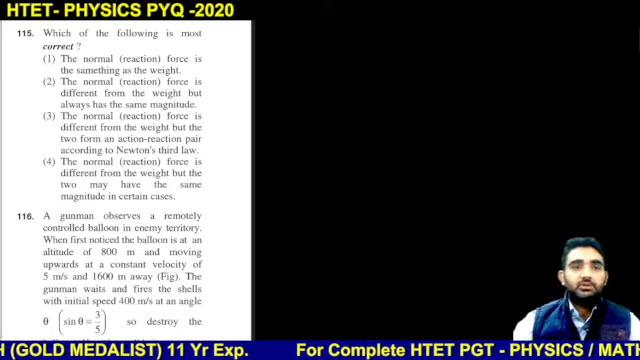 HTET- PHYSICS PYQ -2020
115. Which of the following is most
correct ?
(1) The normal (reaction) force is
the samething as the weight.
(2) The normal (reaction) force is
different from the weight but
always has the same magnitude.
(3) The normal (reaction) force is
different from the weight but the
two form an action-reaction pair
according to Newton's third law.
(4) The normal (reaction) force is
different from the weight but the
two may have the same
magnitude in certain cases.
116. A gunman observes a remotely
controlled balloon in enemy territory.
When first noticed the balloon is at an
altitude of 800 m and moving
upwards at a constant velocity of
5 m/s and 1600 m away (Fig). The
gunman waits and fires the shells
with initial speed 400 m/s at an angle
θ (sin θ = 3/5) so destroy the
H (GOLD MEDALIST) 11 Yr Exp. For Complete HTET PGT - PHYSICS / MATH